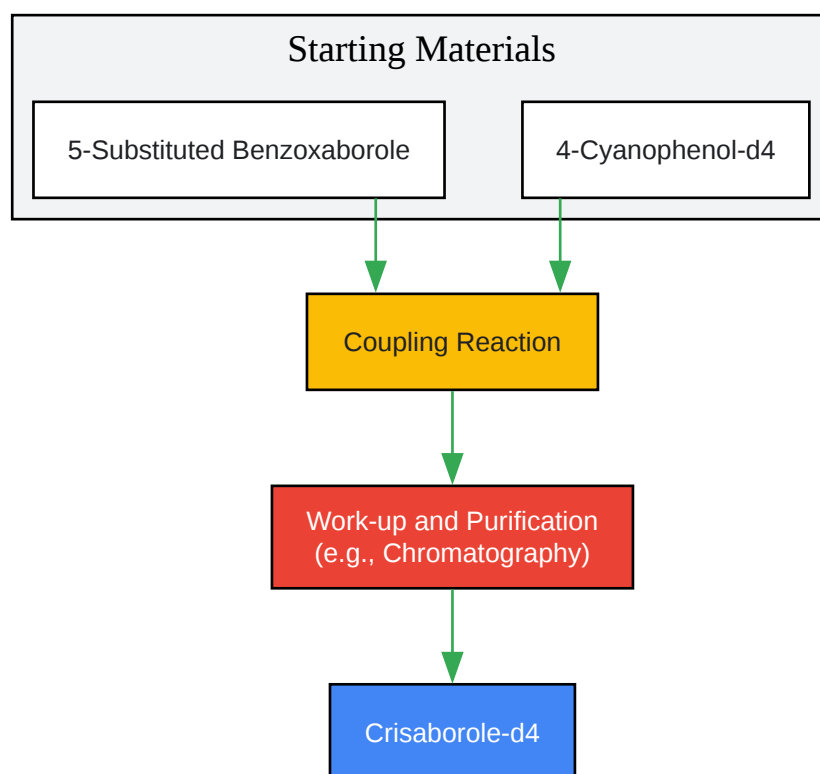 Starting Materials
5-Substituted Benzoxaborole
4-Cyanophenol-d4
Coupling Reaction
Work-up and Purification
(e.g., Chromatography)
Crisaborole-d4